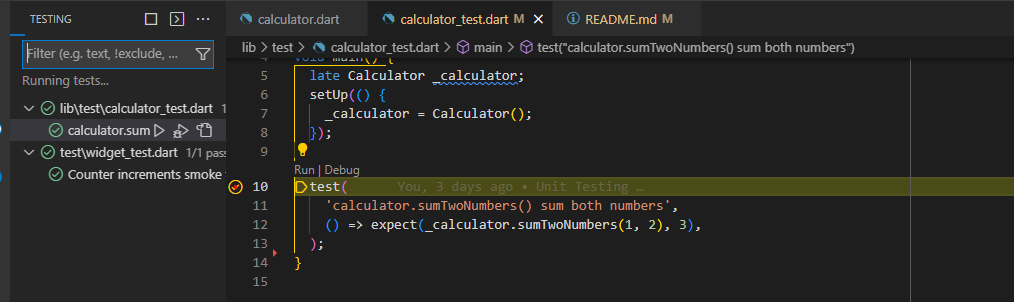 TESTING
Filter (e.g. text, !exclude, ...
Running tests...
lib\test\calculator_test.dart 1
calculator.sum
test\widget_test.dart 1/1 pass
Counter increments smoke
calculator.dart
calculator_test.dart M
README.md M
lib > test > calculator_test.dart > main > test("calculator.sumTwoNumbers() sum both numbers")
4 void main() {
5 late Calculator _calculator;
6 setUp(() {
7 _calculator = Calculator();
8 });
9
Run | Debug
10 test( You, 3 days ago • Unit Testing …
11 'calculator.sumTwoNumbers() sum both numbers',
12 () => expect(_calculator.sumTwoNumbers(1, 2), 3),
13 );
14 }
15